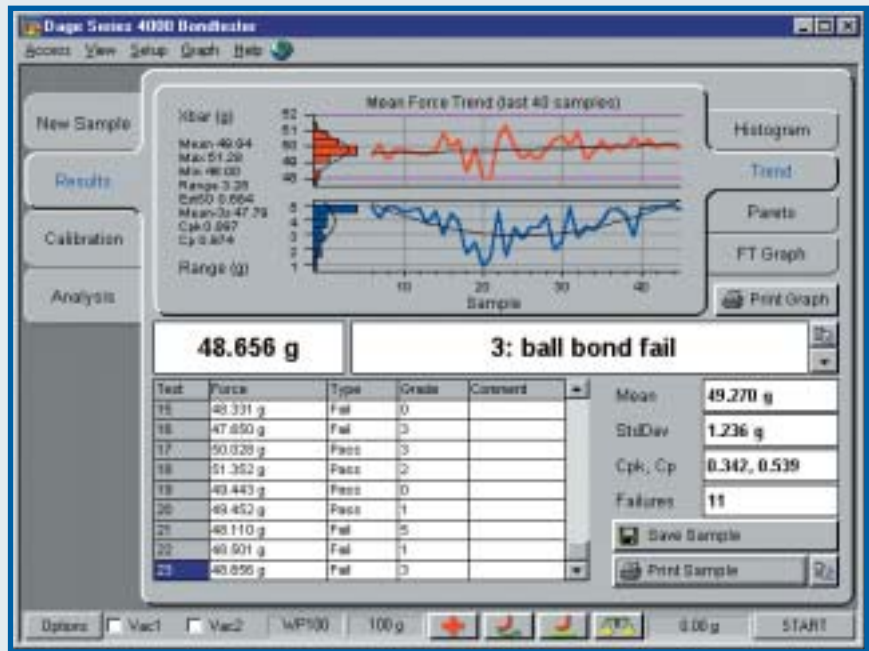 Dage Series 4000 Bondtester
Access View Setup Graph Help
New Sample
Results
Calibration
Analysis
Mean Force Trend (last 40 samples)
Xbar (g)
Mean 49.94
Max 51.28
Min 48.00
Range 3.28
Mean-3s 47.79
Cpk 0.867
Cp 0.874
Range (g)
52
51
50
49
48
5
4
3
2
1
10 20 30 40
Sample
Histogram
Trend
Pareto
FT Graph
Print Graph
48.656 g
3: ball bond fail
Test Force Type Grade Comment
15 48.331 g Fail 0
16 47.650 g Fail 3
17 50.028 g Pass 3
18 51.352 g Pass 2
19 49.443 g Pass 0
20 49.452 g Pass 1
21 48.110 g Fail 5
22 48.501 g Fail 1
23 48.656 g Fail 3
Mean 49.270 g
StdDev 1.236 g
Cpk, Cp 0.342, 0.539
Failures 11
Save Sample
Print Sample
Options Vac1 Vac2 WP100 100 g 0.00 g START